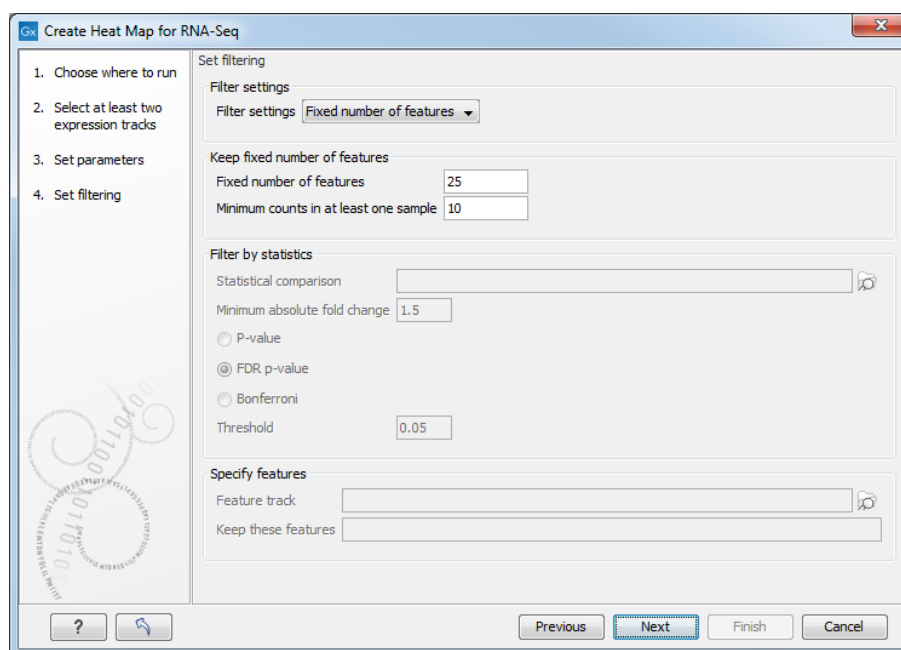 Gx Create Heat Map for RNA-Seq
1. Choose where to run
2. Select at least two
expression tracks
3. Set parameters
4. Set filtering
Set filtering
Filter settings
Filter settings Fixed number of features
Keep fixed number of features
Fixed number of features 25
Minimum counts in at least one sample 10
Filter by statistics
Statistical comparison
Minimum absolute fold change 1.5
P-value
FDR p-value
Bonferroni
Threshold 0.05
Specify features
Feature track
Keep these features
? Previous Next Finish Cancel